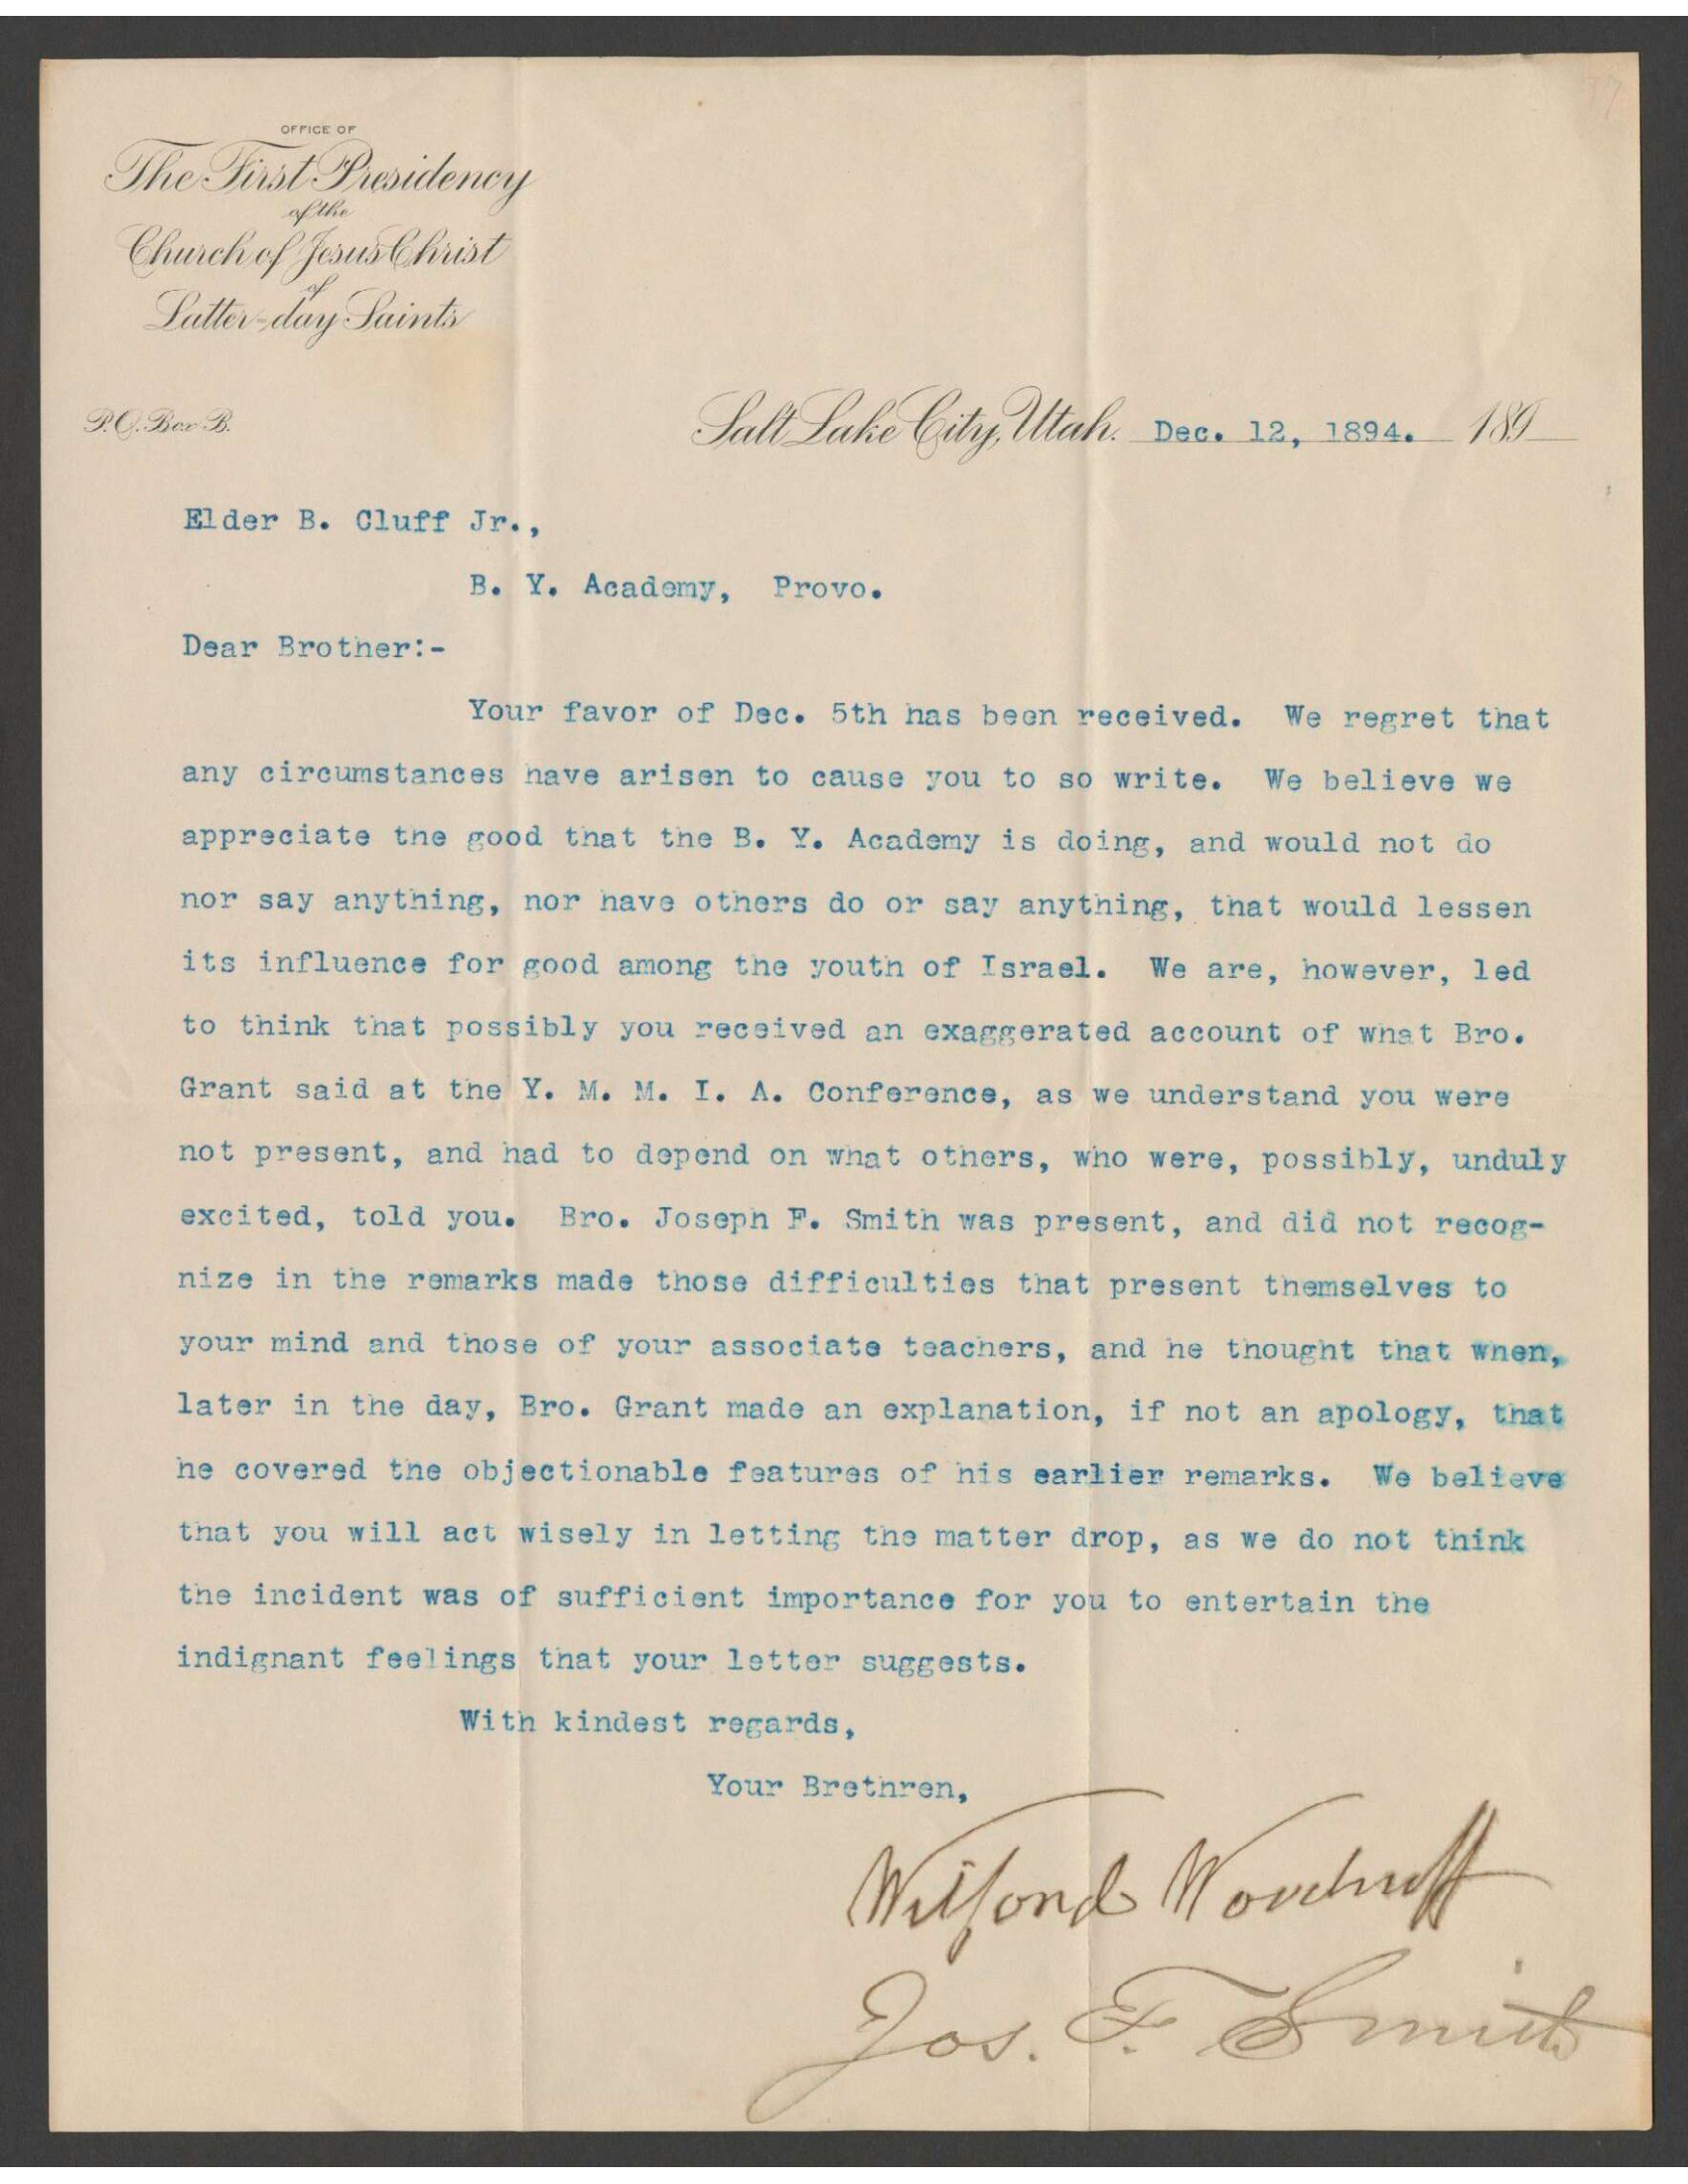 OFFICE OF
The First Presidency
of the
Church of Jesus Christ
of
Latter-day Saints
P.O. Box B.
Salt Lake City, Utah. Dec. 12, 1894. 189
Elder B. Cluff Jr.,
B. Y. Academy, Provo.
Dear Brother:-
Your favor of Dec. 5th has been received. We regret that
any circumstances have arisen to cause you to so write. We believe we
appreciate the good that the B. Y. Academy is doing, and would not do
nor say anything, nor have others do or say anything, that would lessen
its influence for good among the youth of Israel. We are, however, led
to think that possibly you received an exaggerated account of what Bro.
Grant said at the Y. M. M. I. A. Conference, as we understand you were
not present, and had to depend on what others, who were, possibly, unduly
excited, told you. Bro. Joseph F. Smith was present, and did not recog-
nize in the remarks made those difficulties that present themselves to
your mind and those of your associate teachers, and he thought that when,
later in the day, Bro. Grant made an explanation, if not an apology, that
he covered the objectionable features of his earlier remarks. We believe
that you will act wisely in letting the matter drop, as we do not think
the incident was of sufficient importance for you to entertain the
indignant feelings that your letter suggests.
With kindest regards,
Your Brethren,
Wilford Woodruff
Jos. F. Smith